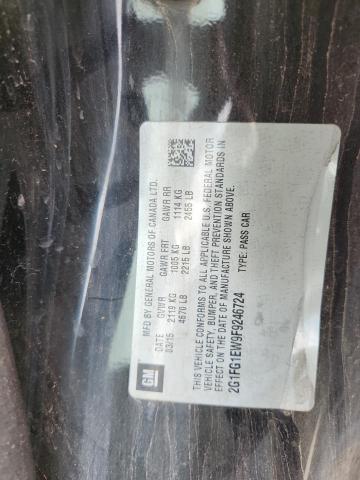 GM
MFD BY GENERAL MOTORS OF CANADA LTD.
DATE GVWR GAWR FRT GAWR RR
03/15 2119 KG 1005 KG 1114 KG
4670 LB 2215 LB 2455 LB
THIS VEHICLE CONFORMS TO ALL APPLICABLE U.S. FEDERAL MOTOR
VEHICLE SAFETY, BUMPER, AND THEFT PREVENTION STANDARDS IN
EFFECT ON THE DATE OF MANUFACTURE SHOWN ABOVE.
2G1FG1EW9F9246724 TYPE: PASS CAR